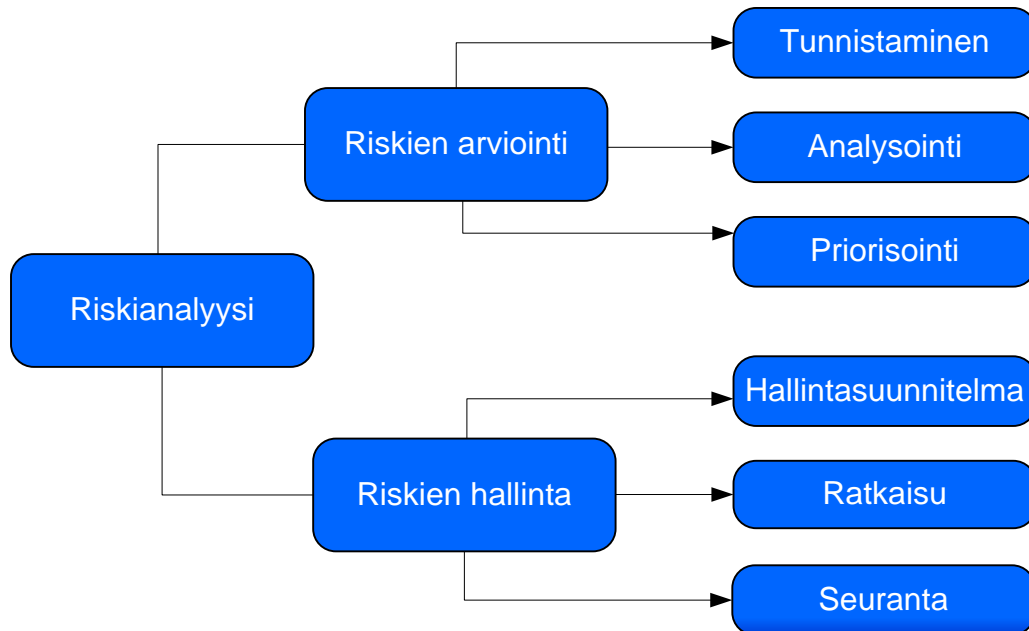 Tunnistaminen
Riskien arviointi
Analysointi
Priorisointi
Riskianalyysi
Hallintasuunnitelma
Riskien hallinta
Ratkaisu
Seuranta